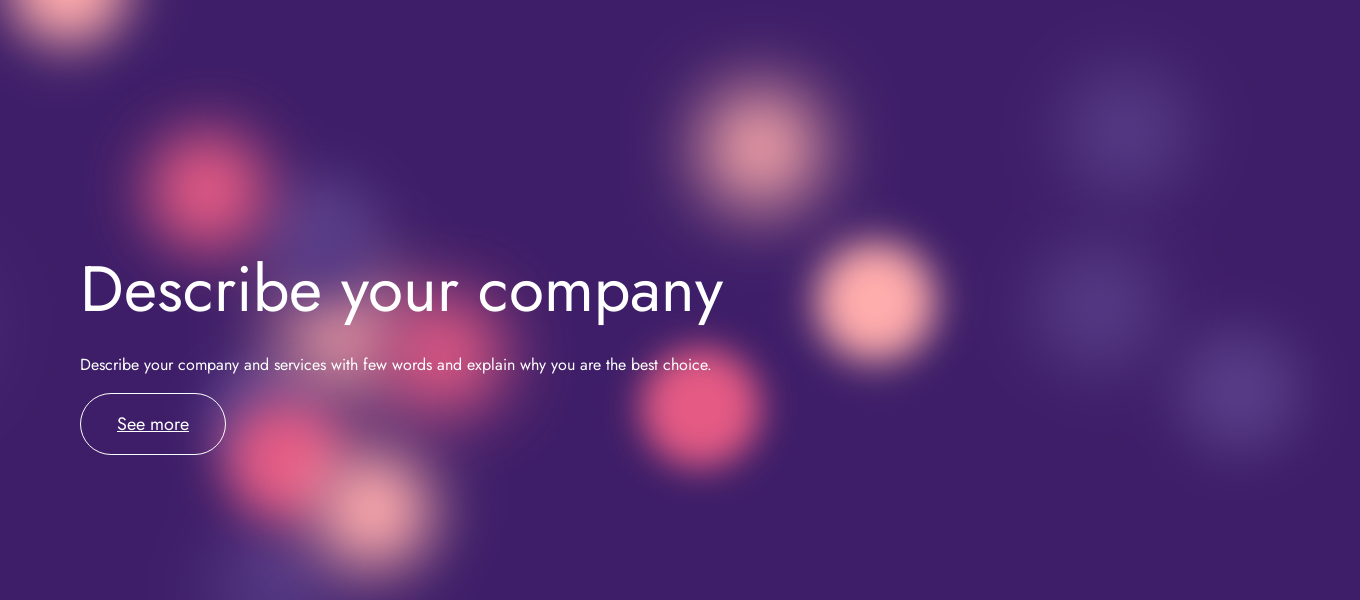 Describe your company
Describe your company and services with few words and explain why you are the best choice.
See more